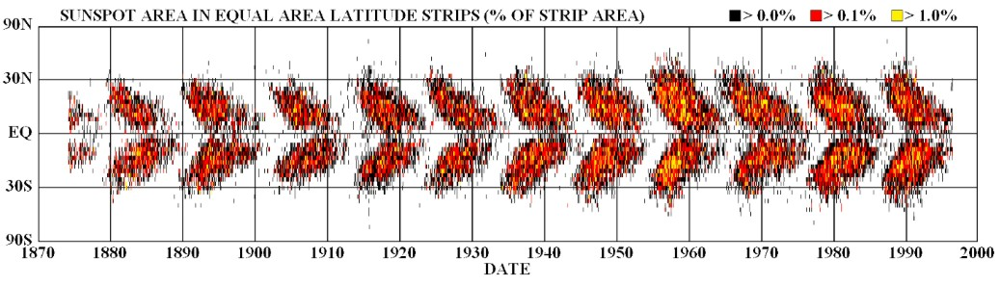 SUNSPOT AREA IN EQUAL AREA LATITUDE STRIPS (% OF STRIP AREA) > 0.0% > 0.1% > 1.0%
90N
30N
EQ
30S
90S
1870 1880 1890 1900 1910 1920 1930 1940 1950 1960 1970 1980 1990 2000
DATE